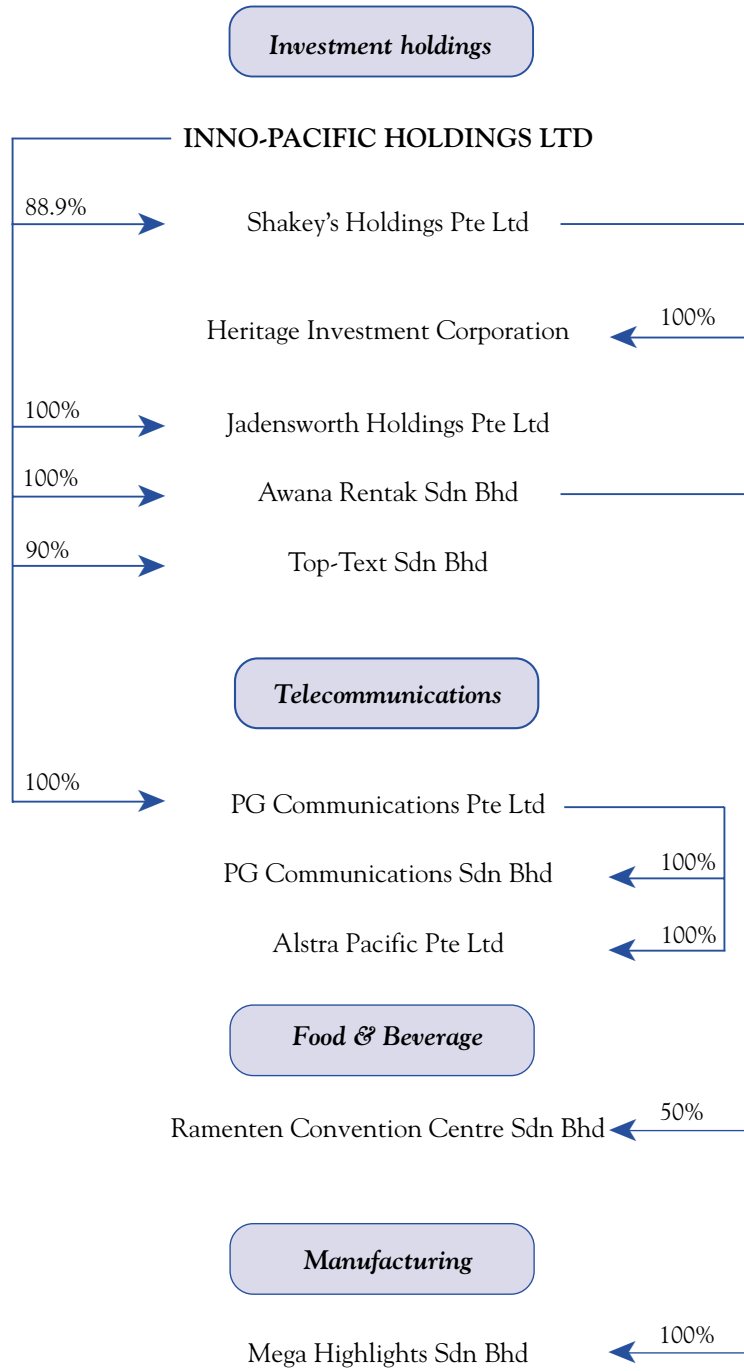 Investment holdings
INNO-PACIFIC HOLDINGS LTD
88.9%
Shakey's Holdings Pte Ltd
Heritage Investment Corporation
100%
100%
Jadensworth Holdings Pte Ltd
100%
Awana Rentak Sdn Bhd
90%
Top-Text Sdn Bhd
Telecommunications
100%
PG Communications Pte Ltd
PG Communications Sdn Bhd
100%
Alstra Pacific Pte Ltd
100%
Food & Beverage
Ramenten Convention Centre Sdn Bhd
50%
Manufacturing
Mega Highlights Sdn Bhd
100%